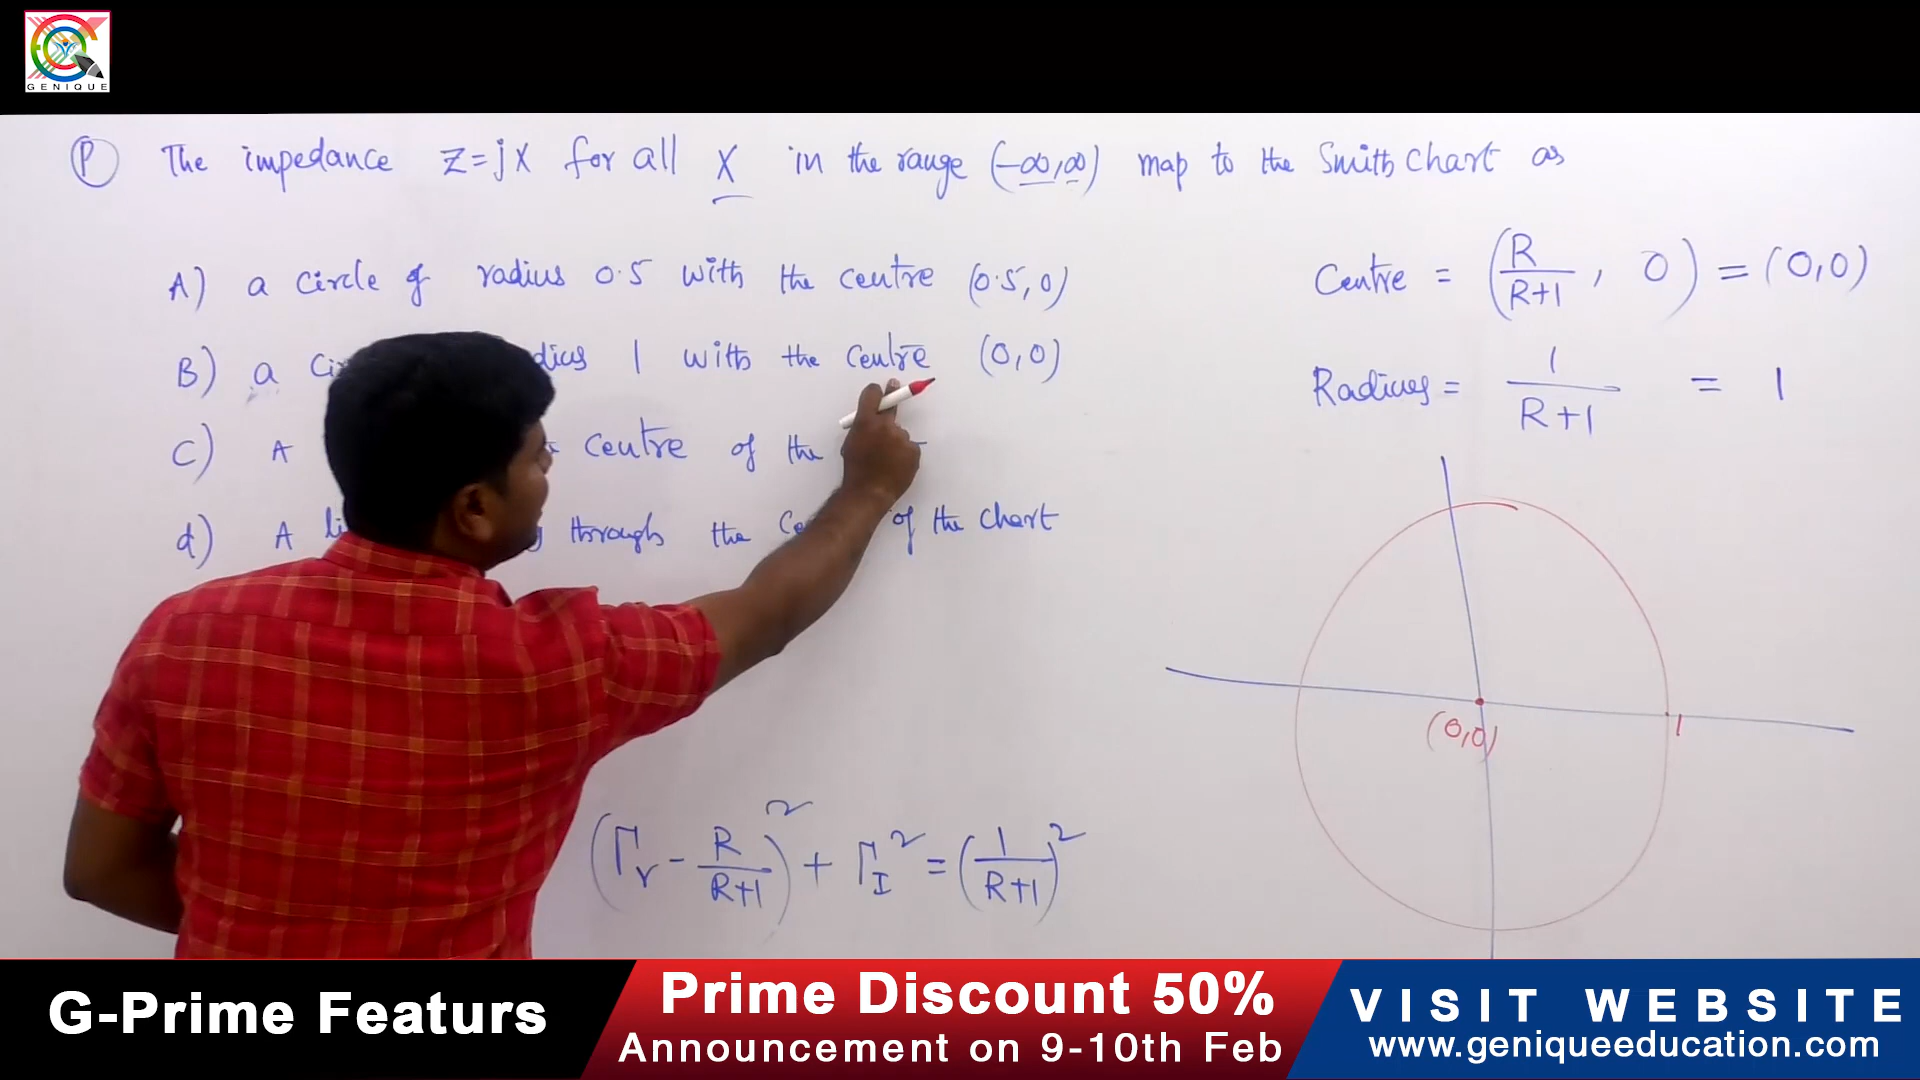 GENIQUE
P The impedance Z=jX for all X in the range (-∞,∞) map to the Smith Chart as
A) a circle of radius 0.5 with the centre (0.5,0)
B) a 1 with the centre (0,0)
C) A centre of the
d) A through the of the chart
Centre = (R/R+1, 0) = (0,0)
Radius = 1/R+1 = 1
(0,0)
1
(Γr - R/R+1)² + ΓI² = (1/R+1)²
G-Prime Featurs
Prime Discount 50%
Announcement on 9-10th Feb
VISIT WEBSITE
www.geniqueeducation.com